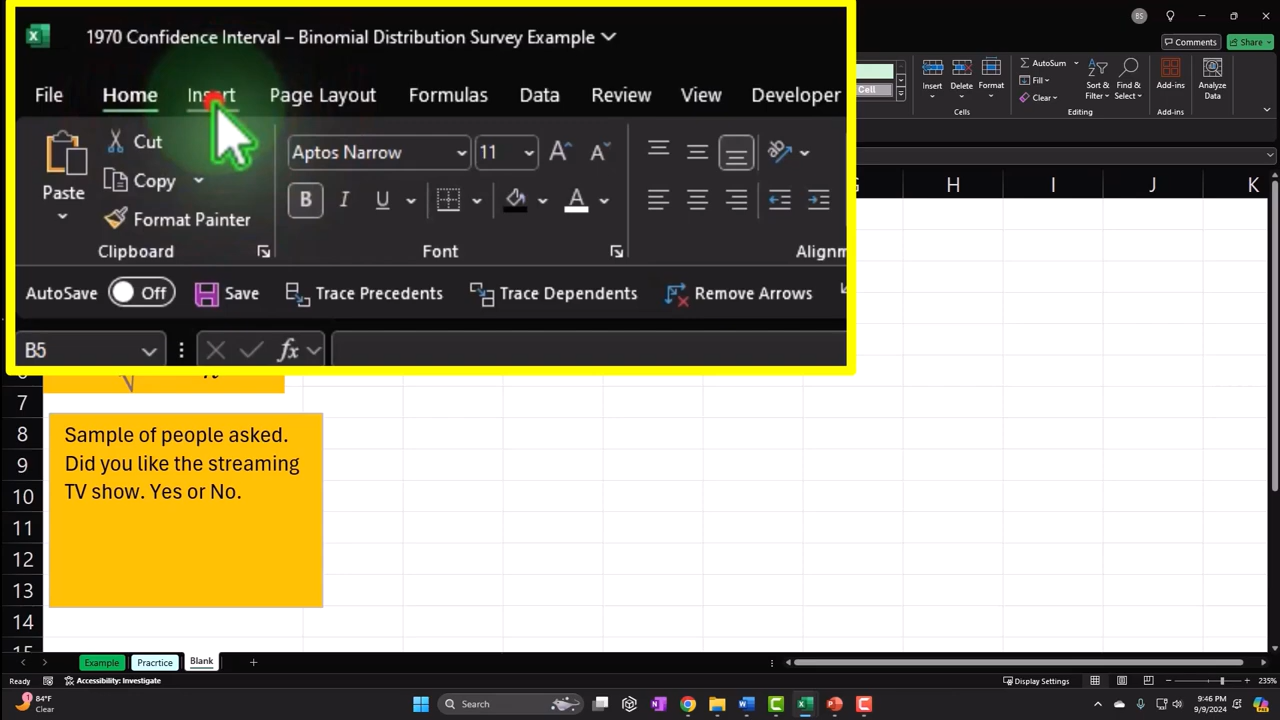 1970 Confidence Interval – Binomial Distribution Survey Example
BS
File Home Insert Page Layout Formulas Data Review View Developer
Comments Share
Paste
Cut
Copy
Format Painter
Clipboard
Aptos Narrow 11
B I U A
Font
Alignm
Cell
Insert Delete Format
Cells
AutoSum
Fill
Clear
Sort & Filter
Find & Select
Editing
Add-ins
Add-ins
Analyze Data
AutoSave Off Save Trace Precedents Trace Dependents Remove Arrows
B5 fx
H I J K
7
8
9
10
11
12
13
14
Sample of people asked.
Did you like the streaming
TV show. Yes or No.
Example Pracrtice Blank
Ready Accessibility: Investigate Display Settings 235%
84°F
Clear
Search
9:46 PM
9/9/2024